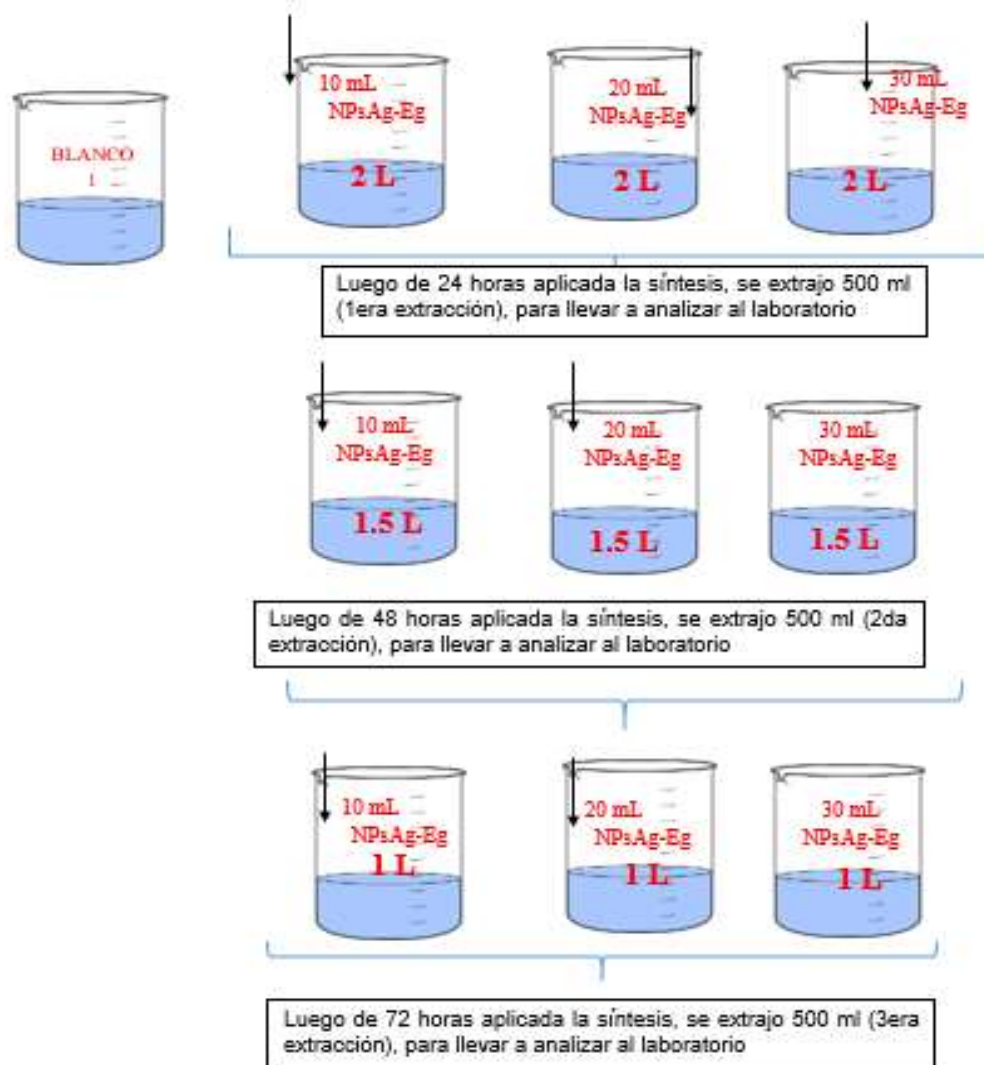 BLANCO
1
10 mL
NPsAg-Eg
2 L
20 mL
NPsAg-Eg
2 L
30 mL
NPsAg-Eg
2 L
Luego de 24 horas aplicada la síntesis, se extrajo 500 ml
(1era extracción), para llevar a analizar al laboratorio
10 mL
NPsAg-Eg
1.5 L
20 mL
NPsAg-Eg
1.5 L
30 mL
NPsAg-Eg
1.5 L
Luego de 48 horas aplicada la síntesis, se extrajo 500 ml (2da
extracción), para llevar a analizar al laboratorio
10 mL
NPsAg-Eg
1 L
20 mL
NPsAg-Eg
1 L
30 mL
NPsAg-Eg
1 L
Luego de 72 horas aplicada la síntesis, se extrajo 500 ml (3era
extracción), para llevar a analizar al laboratorio